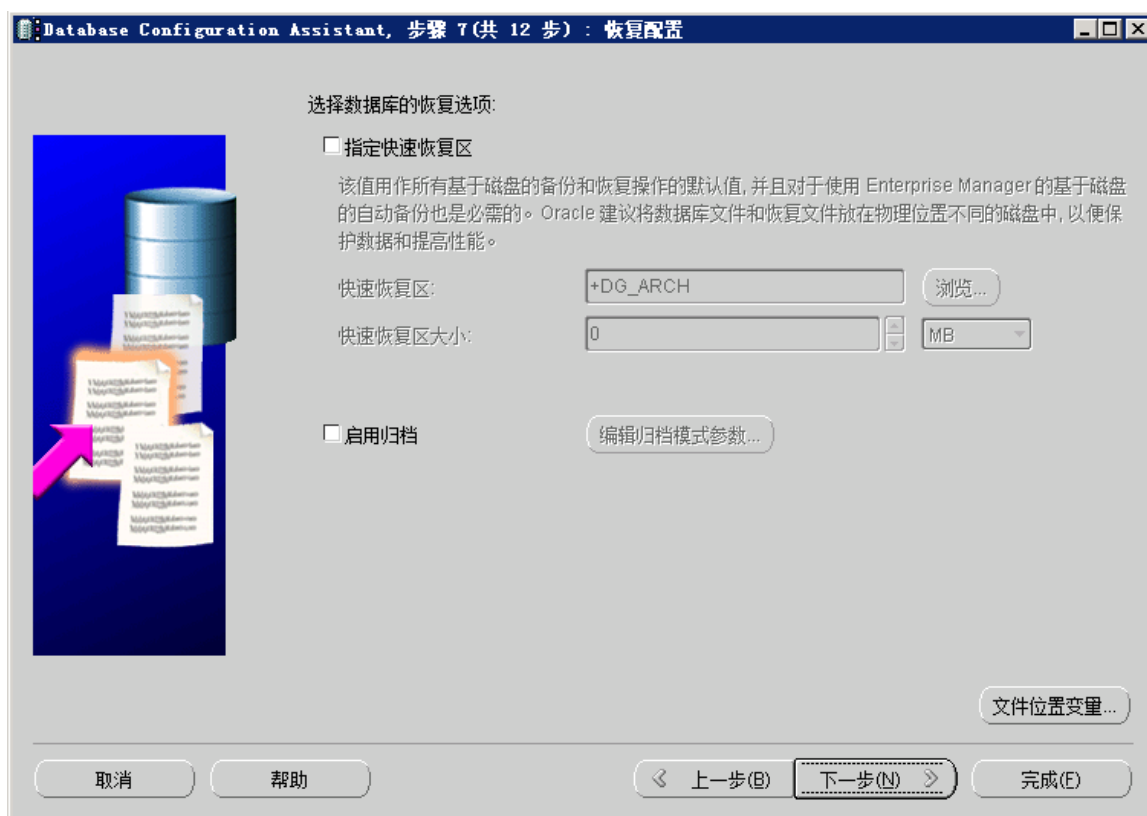 Database Configuration Assistant, 步骤 7(共 12 步) : 恢复配置
选择数据库的恢复选项:
指定快速恢复区
该值用作所有基于磁盘的备份和恢复操作的默认值, 并且对于使用 Enterprise Manager 的基于磁盘
的自动备份也是必需的。Oracle 建议将数据库文件和恢复文件放在物理位置不同的磁盘中, 以便保
护数据和提高性能。
快速恢复区: +DG_ARCH 浏览...
快速恢复区大小: 0 MB
启用归档 编辑归档模式参数...
文件位置变量...
取消 帮助 上一步(B) 下一步(N) 完成(F)